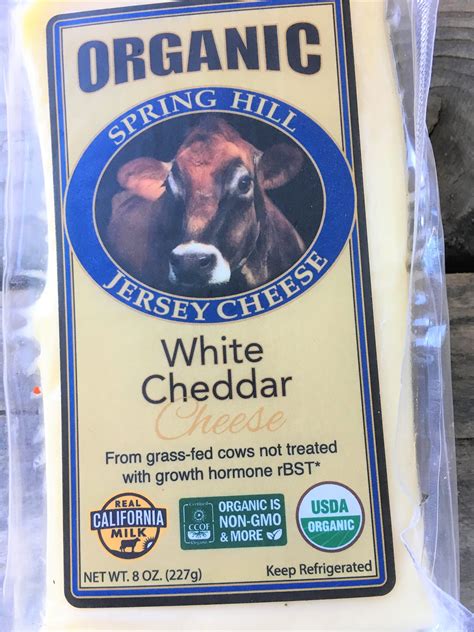 ORGANIC
SPRING HILL
JERSEY CHEESE
White
Cheddar
Cheese
From grass-fed cows not treated
with growth hormone rBST*
REAL
CALIFORNIA
MILK
CCOF
ORGANIC IS
NON-GMO
& MORE
USDA
ORGANIC
NET WT. 8 OZ. (227g)
Keep Refrigerated